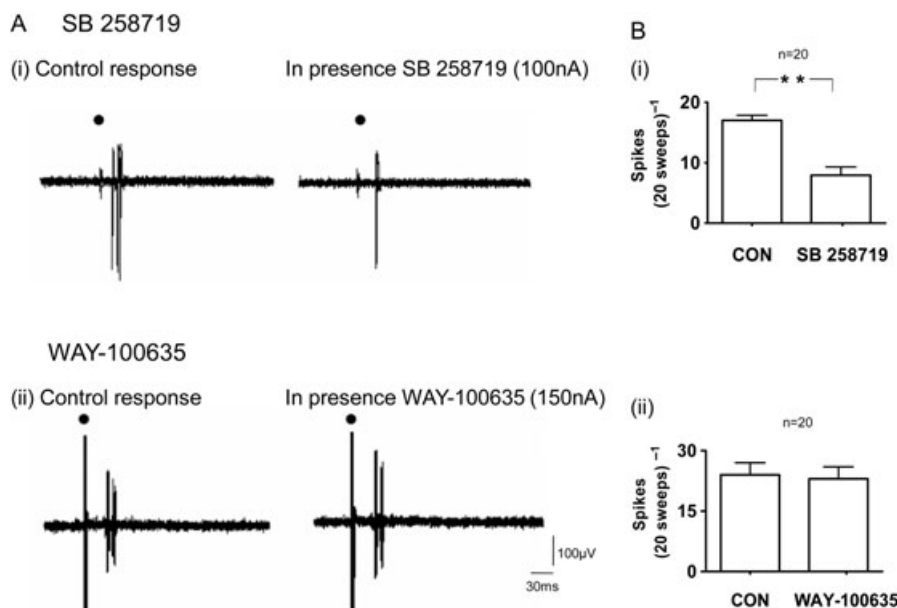 A SB 258719
(i) Control response In presence SB 258719 (100nA)
WAY-100635
(ii) Control response In presence WAY-100635 (150nA)
100µV
30ms
B
(i)
n=20
* *
Spikes
(20 sweeps)⁻¹
20
10
0
CON SB 258719
(ii)
n=20
Spikes
(20 sweeps)⁻¹
30
15
0
CON WAY-100635